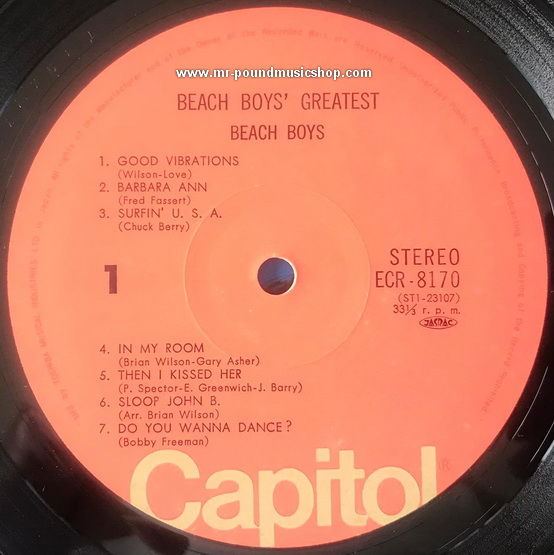 www.mr-poundmusicshop.com
BEACH BOYS' GREATEST
BEACH BOYS
1. GOOD VIBRATIONS
(Wilson-Love)
2. BARBARA ANN
(Fred Fassert)
3. SURFIN' U. S. A.
(Chuck Berry)
1
STEREO
ECR-8170
(ST1-23107)
33⅓ r. p. m.
JASRAC
4. IN MY ROOM
(Brian Wilson-Gary Asher)
5. THEN I KISSED HER
(P. Spector-E. Greenwich-J. Barry)
6. SLOOP JOHN B.
(Arr. Brian Wilson)
7. DO YOU WANNA DANCE?
(Bobby Freeman)
Capitol®